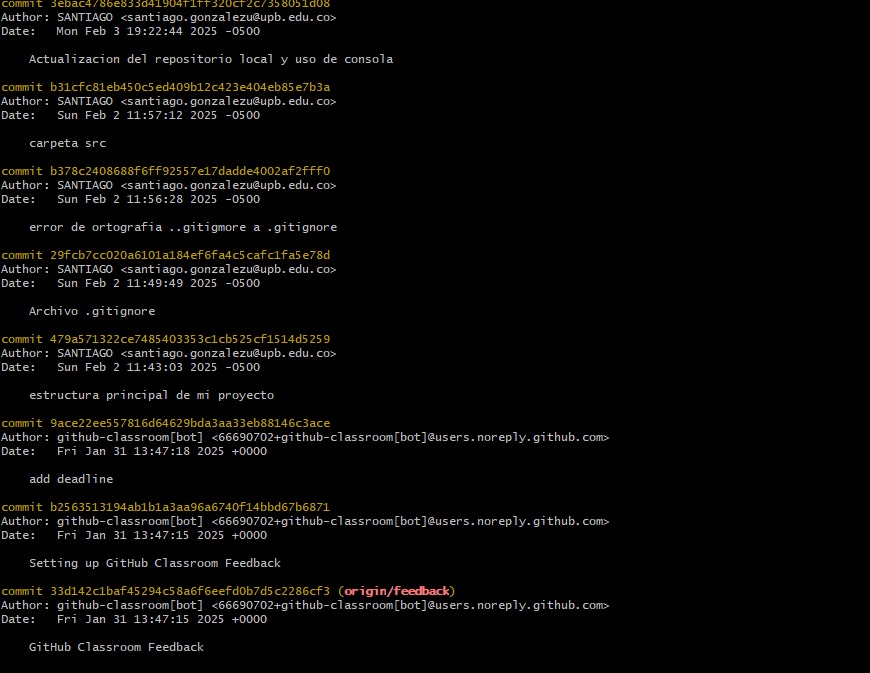 commit 3ebac4786e833d41904f1ff320cf2c7358051d08
Author: SANTIAGO <santiago.gonzalezu@upb.edu.co>
Date:   Mon Feb 3 19:22:44 2025 -0500
Actualizacion del repositorio local y uso de consola
commit b31cfc81eb450c5ed409b12c423e404eb85e7b3a
Author: SANTIAGO <santiago.gonzalezu@upb.edu.co>
Date:   Sun Feb 2 11:57:12 2025 -0500
carpeta src
commit b378c2408688f6ff92557e17dadde4002af2fff0
Author: SANTIAGO <santiago.gonzalezu@upb.edu.co>
Date:   Sun Feb 2 11:56:28 2025 -0500
error de ortografia ..gitigmore a .gitignore
commit 29fcb7cc020a6101a184ef6fa4c5cafc1fa5e78d
Author: SANTIAGO <santiago.gonzalezu@upb.edu.co>
Date:   Sun Feb 2 11:49:49 2025 -0500
Archivo .gitignore
commit 479a571322ce7485403353c1cb525cf1514d5259
Author: SANTIAGO <santiago.gonzalezu@upb.edu.co>
Date:   Sun Feb 2 11:43:03 2025 -0500
estructura principal de mi proyecto
commit 9ace22ee557816d64629bda3aa33eb88146c3ace
Author: github-classroom[bot] <66690702+github-classroom[bot]@users.noreply.github.com>
Date:   Fri Jan 31 13:47:18 2025 +0000
add deadline
commit b2563513194ab1b1a3aa96a6740f14bbd67b6871
Author: github-classroom[bot] <66690702+github-classroom[bot]@users.noreply.github.com>
Date:   Fri Jan 31 13:47:15 2025 +0000
Setting up GitHub Classroom Feedback
commit 33d142c1baf45294c58a6f6eefd0b7d5c2286cf3 (origin/feedback)
Author: github-classroom[bot] <66690702+github-classroom[bot]@users.noreply.github.com>
Date:   Fri Jan 31 13:47:15 2025 +0000
GitHub Classroom Feedback